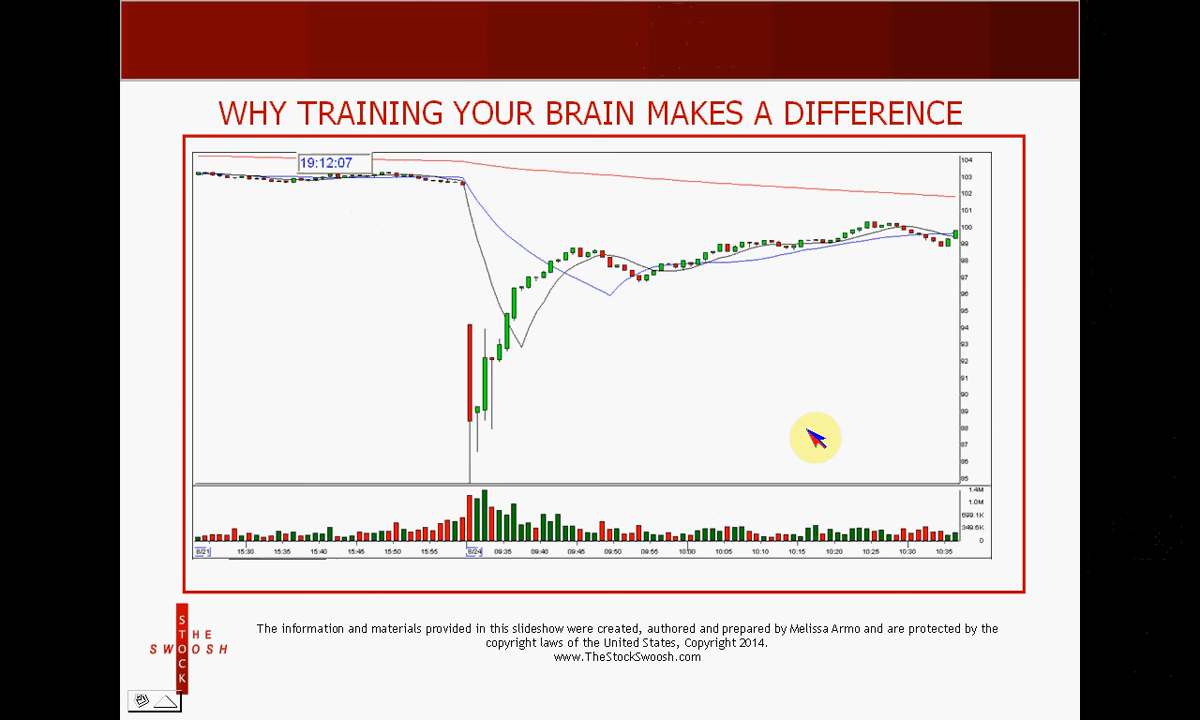 WHY TRAINING YOUR BRAIN MAKES A DIFFERENCE
19:12:07
104
103
102
101
100
99
98
97
96
95
94
93
92
91
90
89
88
87
86
85
1.4M
1.0M
699.1K
349.6K
0
8/21 15:30 15:35 15:40 15:45 15:50 15:55 8/24 09:35 09:40 09:45 09:50 09:55 10:00 10:05 10:10 10:15 10:20 10:25 10:30 10:35
THE
STOCK
SWOOSH
The information and materials provided in this slideshow were created, authored and prepared by Melissa Armo and are protected by the
copyright laws of the United States, Copyright 2014.
www.TheStockSwoosh.com